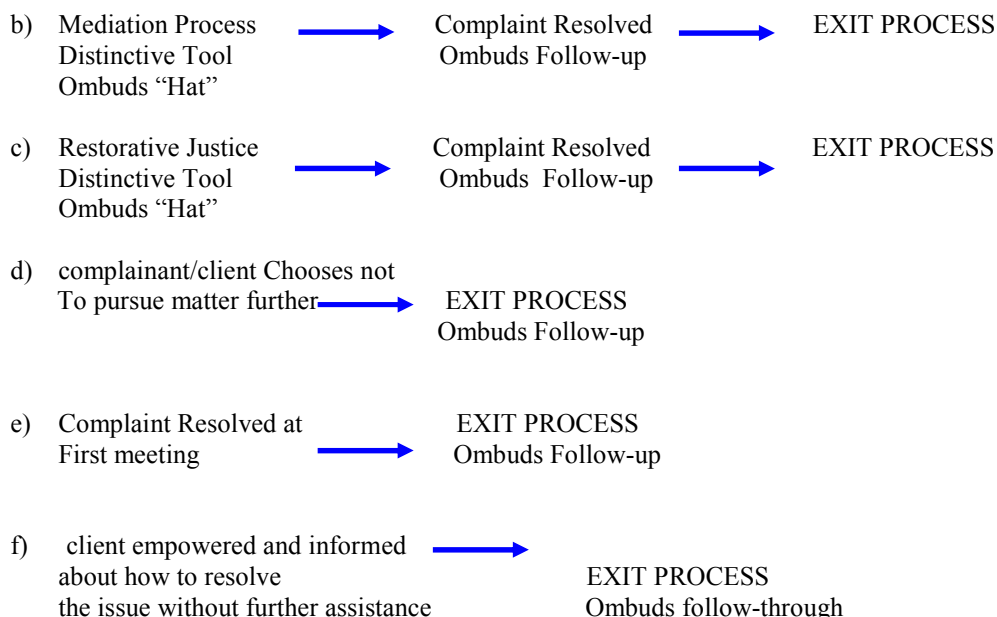 b) Mediation Process Complaint Resolved EXIT PROCESS
Distinctive Tool Ombuds Follow-up
Ombuds “Hat”
c) Restorative Justice Complaint Resolved EXIT PROCESS
Distinctive Tool Ombuds Follow-up
Ombuds “Hat”
d) complainant/client Chooses not
To pursue matter further EXIT PROCESS
Ombuds Follow-up
e) Complaint Resolved at EXIT PROCESS
First meeting Ombuds Follow-up
f) client empowered and informed
about how to resolve EXIT PROCESS
the issue without further assistance Ombuds follow-through